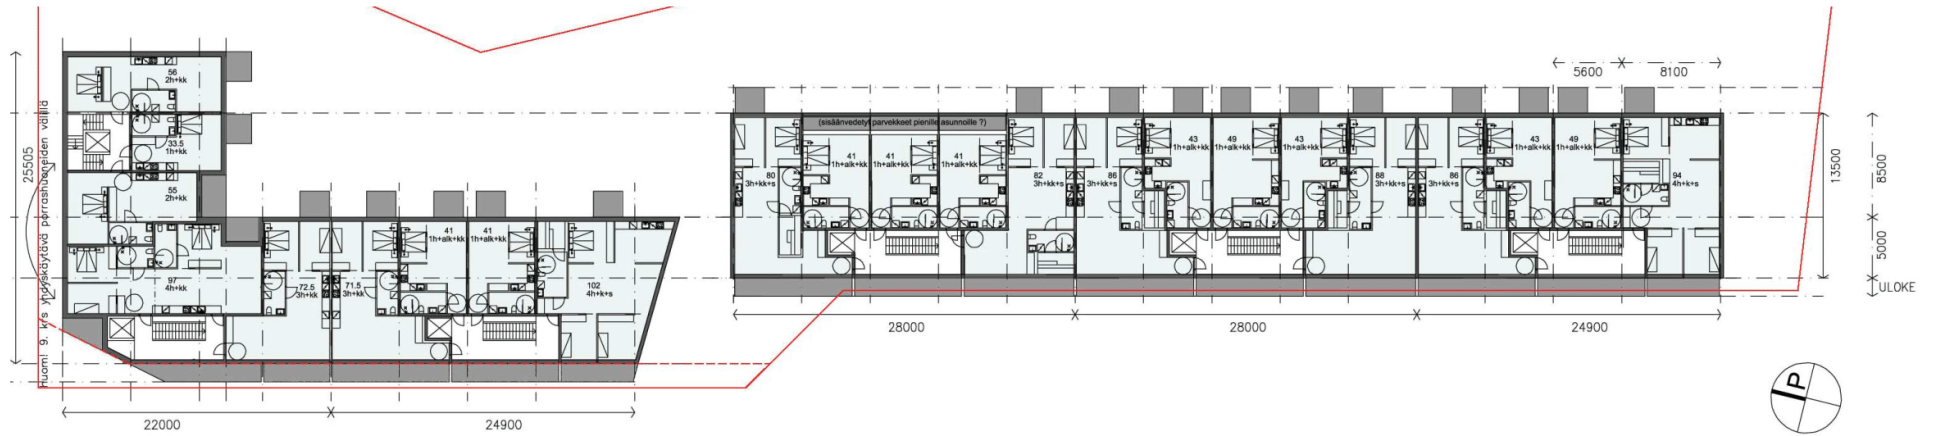 56
2h+kk
33.5
1h+kk
55
2h+kk
97
4h+kk
72.5
3h+kk
71.5
3h+kk
41
1h+alk+kk
41
1h+alk+kk
102
4h+k+s
25505
Huom! 9. krs yhdyskäytävä porrashuoneiden välillä
22000
24900
(sisäänvedetyt parvekkeet pienille asunnoille ?)
80
3h+kk+s
41
1h+alk+kk
41
1h+alk+kk
41
1h+alk+kk
82
3h+kk+s
86
3h+kk+s
43
1h+alk+kk
49
1h+alk+kk
43
1h+alk+kk
88
3h+kk+s
86
3h+kk+s
43
1h+alk+kk
49
1h+alk+kk
94
4h+k+s
5600
8100
13500
8500
5000
ULOKE
28000
28000
24900
P